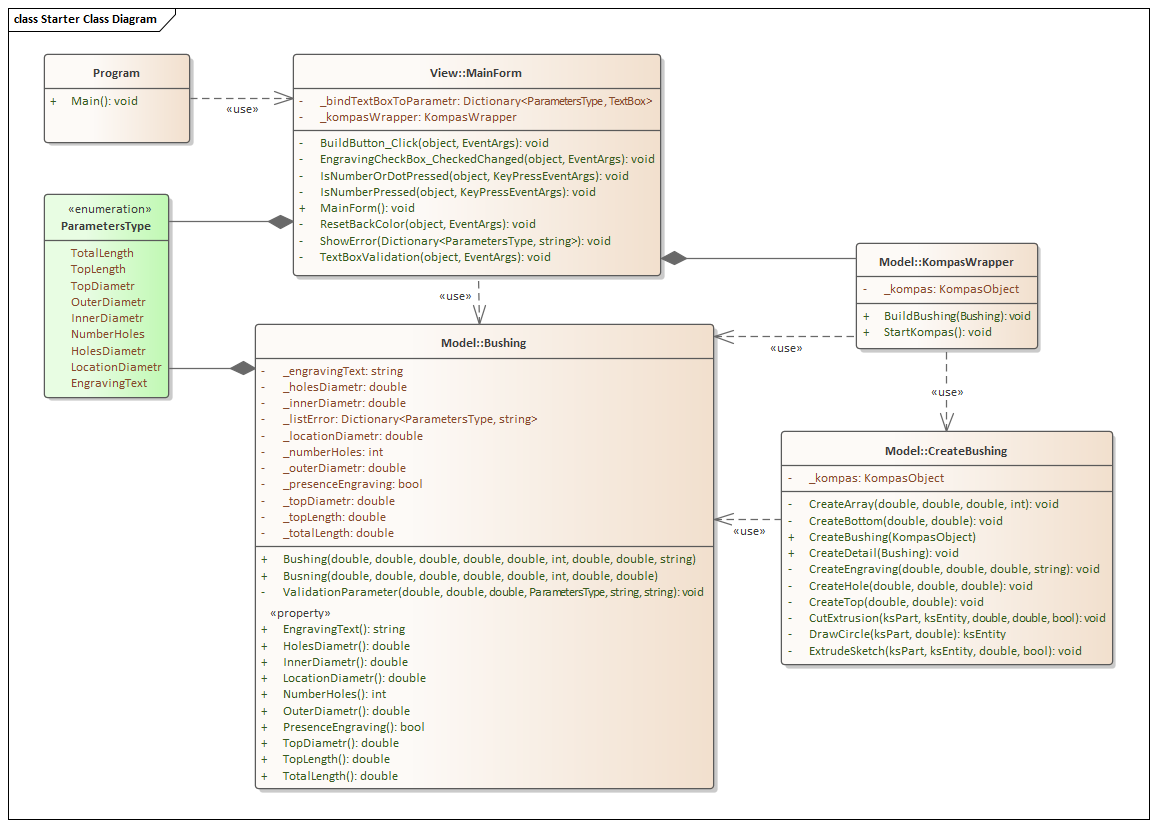 class Starter Class Diagram
Program
+ Main(): void
«use»
View::MainForm
- _bindTextBoxToParametr: Dictionary<ParametersType, TextBox>
- _kompasWrapper: KompasWrapper
- BuildButton_Click(object, EventArgs): void
- EngravingCheckBox_CheckedChanged(object, EventArgs): void
- IsNumberOrDotPressed(object, KeyPressEventArgs): void
- IsNumberPressed(object, KeyPressEventArgs): void
+ MainForm(): void
- ResetBackColor(object, EventArgs): void
- ShowError(Dictionary<ParametersType, string>): void
- TextBoxValidation(object, EventArgs): void
«enumeration»
ParametersType
TotalLength
TopLength
TopDiametr
OuterDiametr
InnerDiametr
NumberHoles
HolesDiametr
LocationDiametr
EngravingText
«use»
Model::KompasWrapper
- _kompas: KompasObject
+ BuildBushing(Bushing): void
+ StartKompas(): void
«use»
«use»
Model::Bushing
- _engravingText: string
- _holesDiametr: double
- _innerDiametr: double
- _listError: Dictionary<ParametersType, string>
- _locationDiametr: double
- _numberHoles: int
- _outerDiametr: double
- _presenceEngraving: bool
- _topDiametr: double
- _topLength: double
- _totalLength: double
+ Bushing(double, double, double, double, double, int, double, double, string)
+ Busning(double, double, double, double, double, int, double, double)
- ValidationParameter(double, double, double, ParametersType, string, string): void
«property»
+ EngravingText(): string
+ HolesDiametr(): double
+ InnerDiametr(): double
+ LocationDiametr(): double
+ NumberHoles(): int
+ OuterDiametr(): double
+ PresenceEngraving(): bool
+ TopDiametr(): double
+ TopLength(): double
+ TotalLength(): double
«use»
Model::CreateBushing
- _kompas: KompasObject
- CreateArray(double, double, double, int): void
- CreateBottom(double, double): void
+ CreateBushing(KompasObject)
+ CreateDetail(Bushing): void
- CreateEngraving(double, double, double, string): void
- CreateHole(double, double, double): void
- CreateTop(double, double): void
- CutExtrusion(ksPart, ksEntity, double, double, bool): void
- DrawCircle(ksPart, double): ksEntity
- ExtrudeSketch(ksPart, ksEntity, double, bool): void